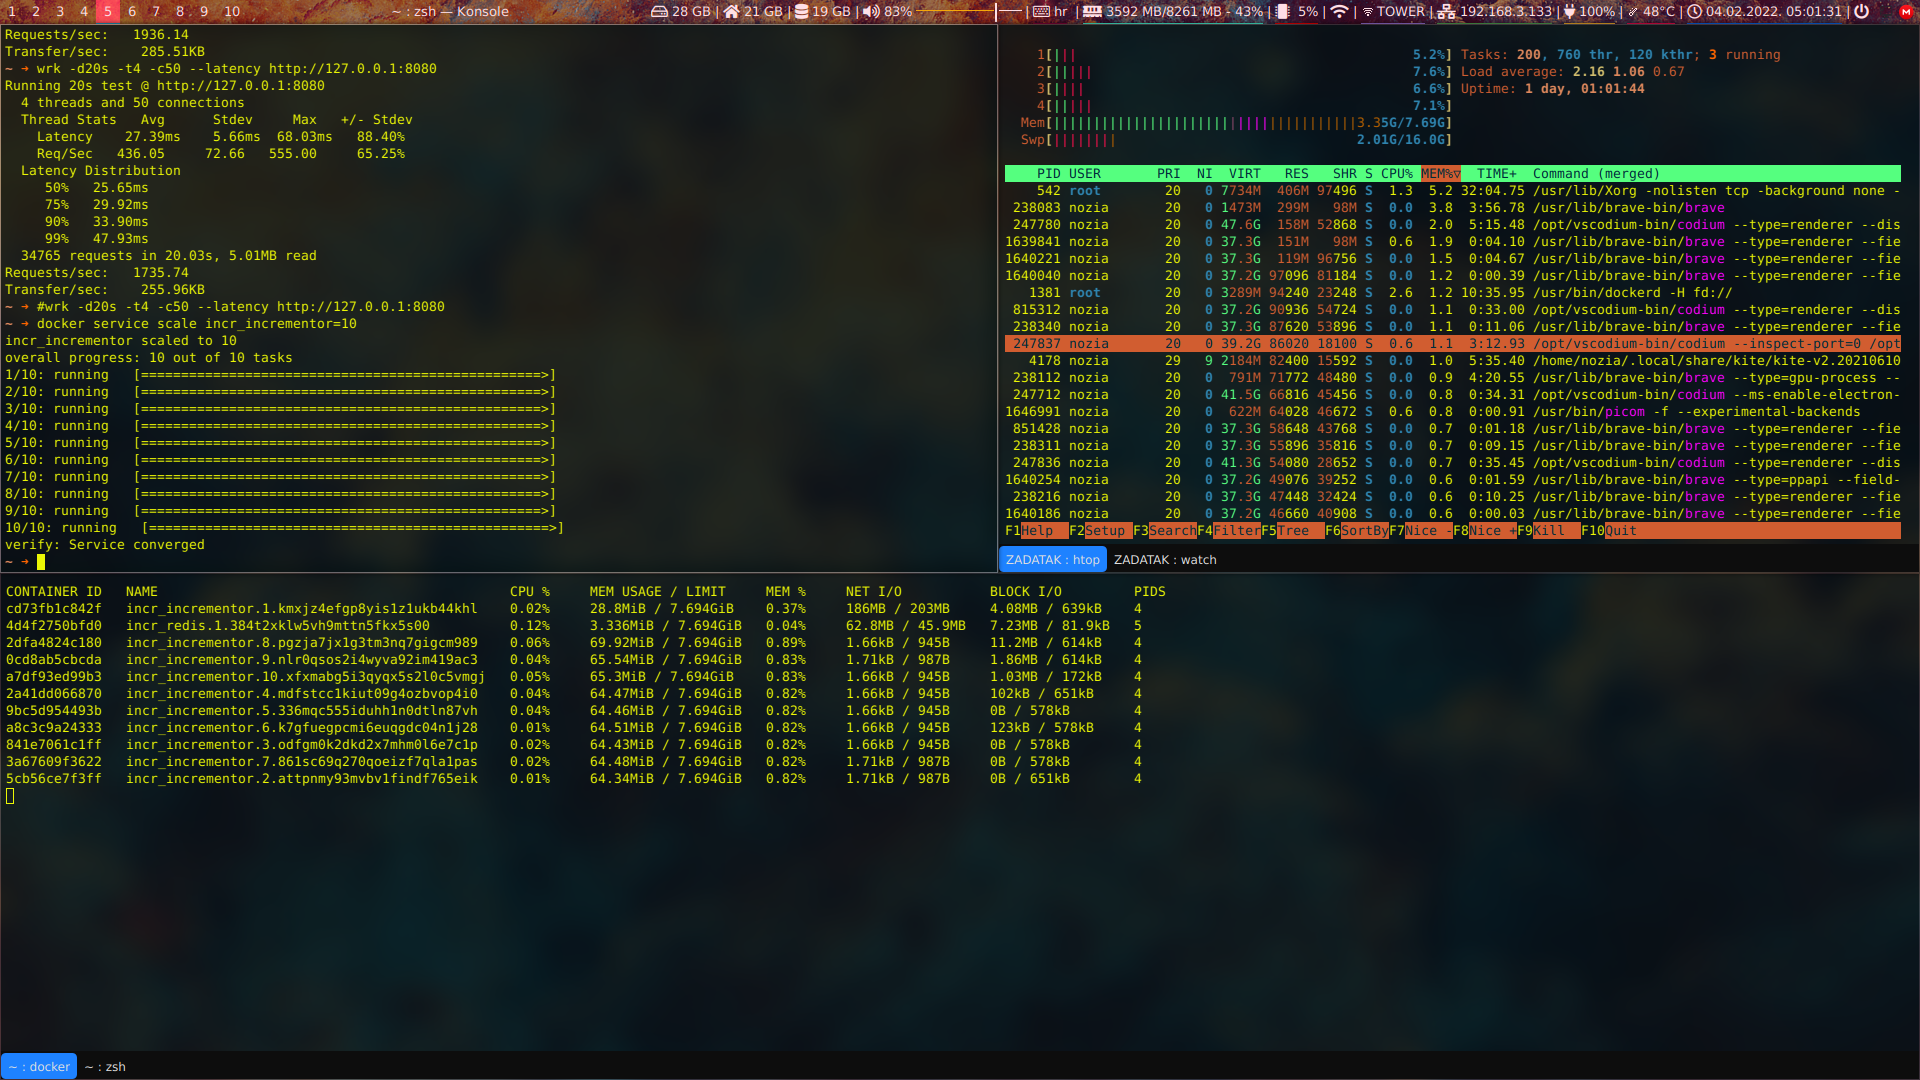 1 2 3 4 5 6 7 8 9 10 ~ : zsh — Konsole 28 GB | 21 GB | 19 GB | 83% | hr | 3592 MB/8261 MB - 43% | 5% | | TOWER | 192.168.3.133 | 100% | 48°C | 04.02.2022. 05:01:31 |
Requests/sec: 1936.14
Transfer/sec: 285.51KB
~ → wrk -d20s -t4 -c50 --latency http://127.0.0.1:8080
Running 20s test @ http://127.0.0.1:8080
4 threads and 50 connections
Thread Stats Avg Stdev Max +/- Stdev
Latency 27.39ms 5.66ms 68.03ms 88.40%
Req/Sec 436.05 72.66 555.00 65.25%
Latency Distribution
50% 25.65ms
75% 29.92ms
90% 33.90ms
99% 47.93ms
34765 requests in 20.03s, 5.01MB read
Requests/sec: 1735.74
Transfer/sec: 255.96KB
~ → #wrk -d20s -t4 -c50 --latency http://127.0.0.1:8080
~ → docker service scale incr_incrementor=10
incr_incrementor scaled to 10
overall progress: 10 out of 10 tasks
1/10: running [==================================================>]
2/10: running [==================================================>]
3/10: running [==================================================>]
4/10: running [==================================================>]
5/10: running [==================================================>]
6/10: running [==================================================>]
7/10: running [==================================================>]
8/10: running [==================================================>]
9/10: running [==================================================>]
10/10: running [==================================================>]
verify: Service converged
~ →
1[||| 5.2%] Tasks: 200, 760 thr, 120 kthr; 3 running
2[||||| 7.6%] Load average: 2.16 1.06 0.67
3[|||| 6.6%] Uptime: 1 day, 01:01:44
4[||||| 7.1%]
Mem[||||||||||||||||||||||||||||||||||||||3.35G/7.69G]
Swp[|||||||| 2.01G/16.0G]
PID USER PRI NI VIRT RES SHR S CPU% MEM%▽ TIME+ Command (merged)
542 root 20 0 7734M 406M 97496 S 1.3 5.2 32:04.75 /usr/lib/Xorg -nolisten tcp -background none -
238083 nozia 20 0 1473M 299M 98M S 0.0 3.8 3:56.78 /usr/lib/brave-bin/brave
247780 nozia 20 0 47.6G 158M 52868 S 0.0 2.0 5:15.48 /opt/vscodium-bin/codium --type=renderer --dis
1639841 nozia 20 0 37.3G 151M 98M S 0.6 1.9 0:04.10 /usr/lib/brave-bin/brave --type=renderer --fie
1640221 nozia 20 0 37.3G 119M 96756 S 0.0 1.5 0:04.67 /usr/lib/brave-bin/brave --type=renderer --fie
1640040 nozia 20 0 37.2G 97096 81184 S 0.0 1.2 0:00.39 /usr/lib/brave-bin/brave --type=renderer --fie
1381 root 20 0 3289M 94240 23248 S 2.6 1.2 10:35.95 /usr/bin/dockerd -H fd://
815312 nozia 20 0 37.2G 90936 54724 S 0.0 1.1 0:33.00 /opt/vscodium-bin/codium --type=renderer --dis
238340 nozia 20 0 37.3G 87620 53896 S 0.0 1.1 0:11.06 /usr/lib/brave-bin/brave --type=renderer --fie
247837 nozia 20 0 39.2G 86020 18100 S 0.6 1.1 3:12.93 /opt/vscodium-bin/codium --inspect-port=0 /opt
4178 nozia 29 9 2184M 82400 15592 S 0.0 1.0 5:35.40 /home/nozia/.local/share/kite/kite-v2.20210610
238112 nozia 20 0 791M 71772 48480 S 0.0 0.9 4:20.55 /usr/lib/brave-bin/brave --type=gpu-process --
247712 nozia 20 0 41.5G 66816 45456 S 0.0 0.8 0:34.31 /opt/vscodium-bin/codium --ms-enable-electron-
1646991 nozia 20 0 622M 64028 46672 S 0.6 0.8 0:00.91 /usr/bin/picom -f --experimental-backends
851428 nozia 20 0 37.3G 58648 43768 S 0.0 0.7 0:01.18 /usr/lib/brave-bin/brave --type=renderer --fie
238311 nozia 20 0 37.3G 55896 35816 S 0.0 0.7 0:09.15 /usr/lib/brave-bin/brave --type=renderer --fie
247836 nozia 20 0 41.3G 54080 28652 S 0.0 0.7 0:35.45 /opt/vscodium-bin/codium --type=renderer --dis
1640254 nozia 20 0 37.2G 49076 39252 S 0.0 0.6 0:01.59 /usr/lib/brave-bin/brave --type=ppapi --field-
238216 nozia 20 0 37.3G 47448 32424 S 0.0 0.6 0:10.25 /usr/lib/brave-bin/brave --type=renderer --fie
1640186 nozia 20 0 37.2G 46660 40908 S 0.0 0.6 0:00.03 /usr/lib/brave-bin/brave --type=renderer --fie
F1Help F2Setup F3SearchF4FilterF5Tree F6SortByF7Nice -F8Nice +F9Kill F10Quit
ZADATAK : htop ZADATAK : watch
CONTAINER ID NAME CPU % MEM USAGE / LIMIT MEM % NET I/O BLOCK I/O PIDS
cd73fb1c842f incr_incrementor.1.kmxjz4efgp8yis1z1ukb44khl 0.02% 28.8MiB / 7.694GiB 0.37% 186MB / 203MB 4.08MB / 639kB 4
4d4f2750bfd0 incr_redis.1.384t2xklw5vh9mttn5fkx5s00 0.12% 3.336MiB / 7.694GiB 0.04% 62.8MB / 45.9MB 7.23MB / 81.9kB 5
2dfa4824c180 incr_incrementor.8.pgzja7jx1g3tm3nq7gigcm989 0.06% 69.92MiB / 7.694GiB 0.89% 1.66kB / 945B 11.2MB / 614kB 4
0cd8ab5cbcda incr_incrementor.9.nlr0qsos2i4wyva92im419ac3 0.04% 65.54MiB / 7.694GiB 0.83% 1.71kB / 987B 1.86MB / 614kB 4
a7df93ed99b3 incr_incrementor.10.xfxmabg5i3qyqx5s2l0c5vmgj 0.05% 65.3MiB / 7.694GiB 0.83% 1.66kB / 945B 1.03MB / 172kB 4
2a41dd066870 incr_incrementor.4.mdfstcc1kiut09g4ozbvop4i0 0.04% 64.47MiB / 7.694GiB 0.82% 1.66kB / 945B 102kB / 651kB 4
9bc5d954493b incr_incrementor.5.336mqc555iduhh1n0dtln87vh 0.04% 64.46MiB / 7.694GiB 0.82% 1.66kB / 945B 0B / 578kB 4
a8c3c9a24333 incr_incrementor.6.k7gfuegpcmi6euqgdc04n1j28 0.01% 64.51MiB / 7.694GiB 0.82% 1.66kB / 945B 123kB / 578kB 4
841e7061c1ff incr_incrementor.3.odfgm0k2dkd2x7mhm0l6e7c1p 0.02% 64.43MiB / 7.694GiB 0.82% 1.66kB / 945B 0B / 578kB 4
3a67609f3622 incr_incrementor.7.861sc69q270qoeizf7qla1pas 0.02% 64.48MiB / 7.694GiB 0.82% 1.71kB / 987B 0B / 578kB 4
5cb56ce7f3ff incr_incrementor.2.attpnmy93mvbv1findf765eik 0.01% 64.34MiB / 7.694GiB 0.82% 1.71kB / 987B 0B / 651kB 4
~ : docker ~ : zsh